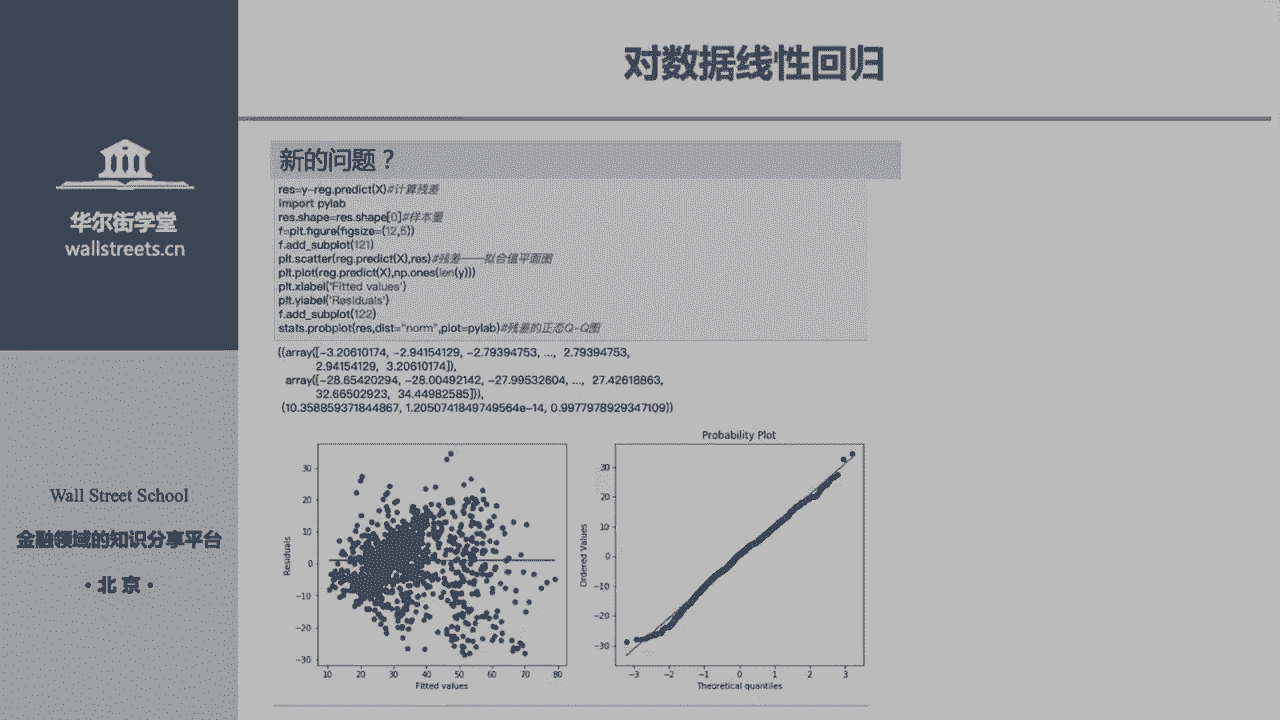 对数据线性回归
华尔街学堂
wallstreets.cn
Wall Street School
金融领域的知识分享平台
·北京·
新的问题？
res=y-reg.predict(X)#计算残差
import pylab
res.shape=res.shape[0]#样本量
f=plt.figure(figsize=(12,5))
f.add_subplot(121)
plt.scatter(reg.predict(X),res)#残差——拟合值平面图
plt.plot(reg.predict(X),np.ones(len(y)))
plt.xlabel('Fitted values')
plt.ylabel('Residuals')
f.add_subplot(122)
stats.probplot(res,dist="norm",plot=pylab)#残差的正态Q-Q图
((array([-3.20610174, -2.94154129, -2.79394753, ..., 2.79394753,
2.94154129, 3.20610174]),
array([-28.65420294, -28.00492142, -27.99532604, ..., 27.42618863,
32.66502923, 34.44982585])),
(10.358859371844867, 1.2050741849749564e-14, 0.9977978929347109))
30
20
10
0
-10
-20
-30
Residuals
10 20 30 40 50 60 70 80
Fitted values
Probability Plot
30
20
10
0
-10
-20
-30
Ordered Values
-3 -2 -1 0 1 2 3
Theoretical quantiles